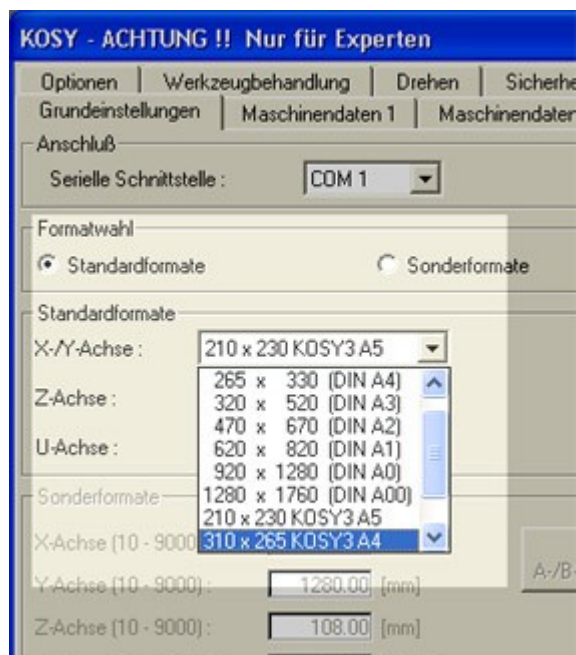 KOSY - ACHTUNG !! Nur für Experten
Optionen Werkzeugbehandlung Drehen Sicherhe
Grundeinstellungen Maschinendaten 1 Maschinendaten
Anschluß
Serielle Schnittstelle : COM 1
Formatwahl
Standardformate Sonderformate
Standardformate
X-/Y-Achse : 210 x 230 KOSY3 A5
265 x 330 (DIN A4)
Z-Achse : 320 x 520 (DIN A3)
470 x 670 (DIN A2)
U-Achse : 620 x 820 (DIN A1)
920 x 1280 (DIN A0)
Sonderformate 1280 x 1760 (DIN A00)
210 x 230 KOSY3 A5
X-Achse (10 - 9000) 310 x 265 KOSY3 A4
Y-Achse (10 - 9000) : 1280.00 [mm] A-/B-
Z-Achse (10 - 9000) : 108.00 [mm]